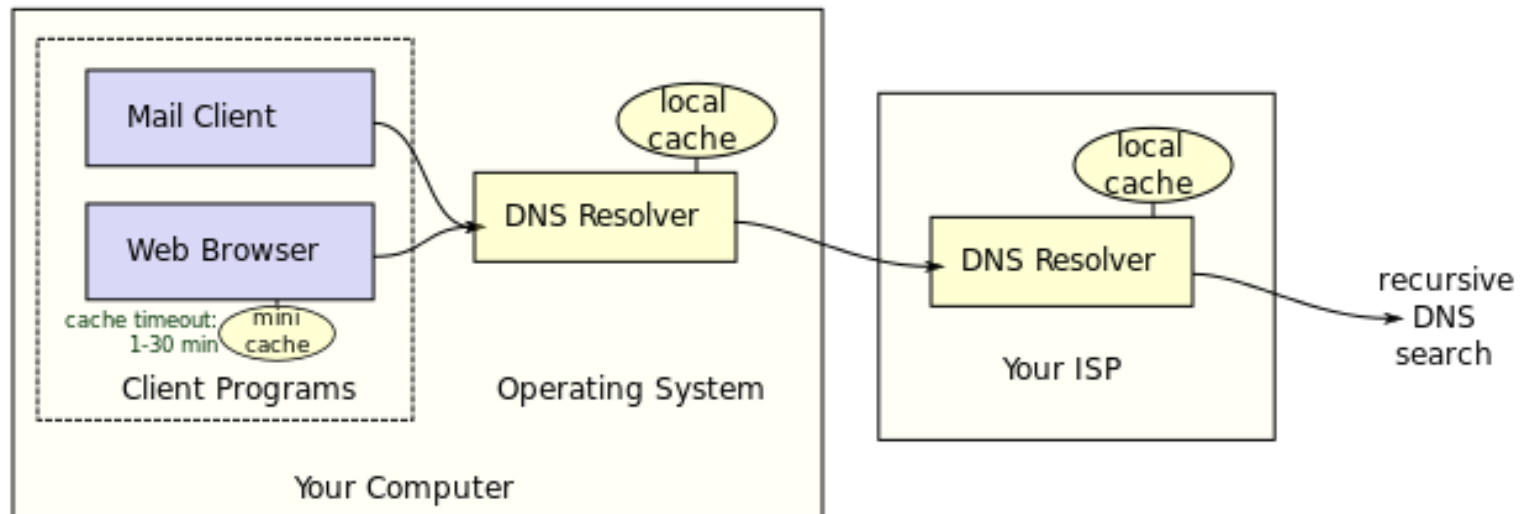 Mail Client
Web Browser
cache timeout:
1-30 min
mini
cache
Client Programs
local
cache
DNS Resolver
Operating System
Your Computer
local
cache
DNS Resolver
Your ISP
recursive
DNS
search